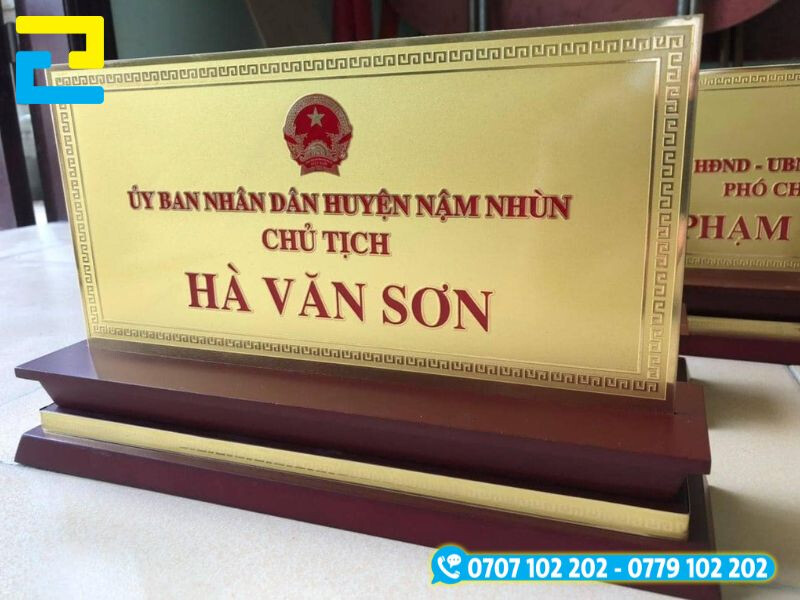 ỦY BAN NHÂN DÂN HUYỆN NẬM NHÙN
CHỦ TỊCH
HÀ VĂN SƠN
HĐND - UBN
PHÓ CH
PHẠM
0707 102 202 - 0779 102 202